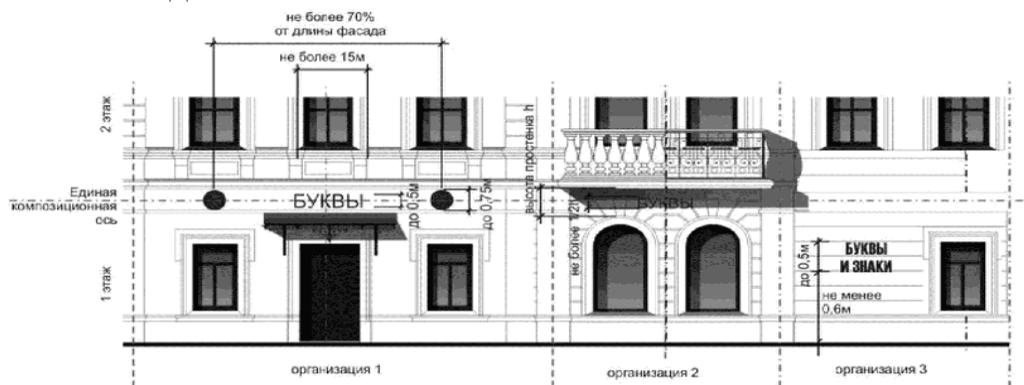 не более 70%
от длины фасада
не более 15м
2 этаж
высота простенка h
Единая
композиционная
ось
БУКВЫ
до 0,5м
до 0,75м
не более 1/2h
БУКВЫ
1 этаж
до 0,5м
БУКВЫ
И ЗНАКИ
не менее
0,6м
организация 1
организация 2
организация 3